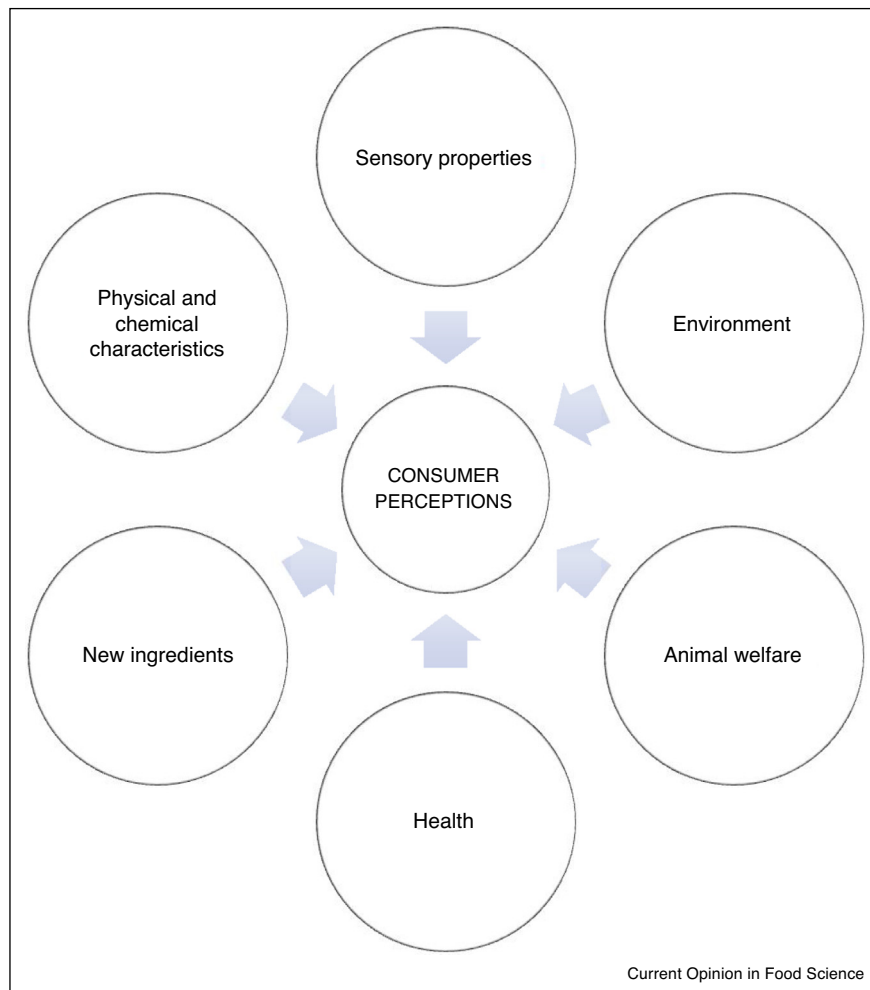 Sensory properties
Physical and
chemical
characteristics
Environment
CONSUMER
PERCEPTIONS
New ingredients
Animal welfare
Health
Current Opinion in Food Science